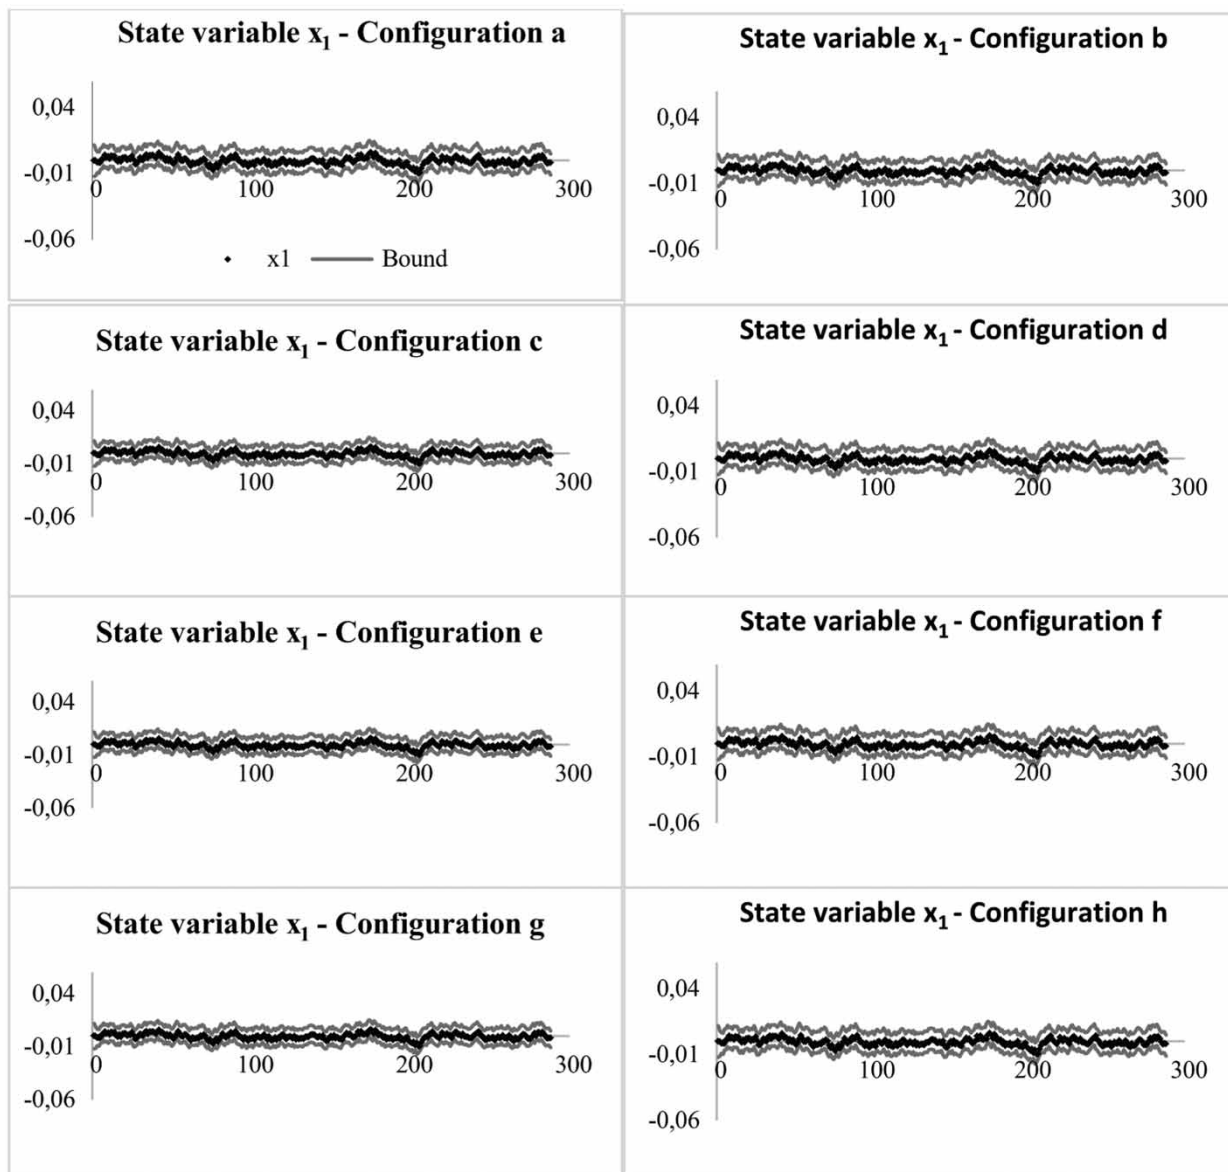 State variable x₁ - Configuration a
0,04
-0,01
0 100 200 300
-0,06
x1 Bound
State variable x₁ - Configuration b
0,04
-0,01
0 100 200 300
-0,06
State variable x₁ - Configuration c
0,04
-0,01
0 100 200 300
-0,06
State variable x₁ - Configuration d
0,04
-0,01
0 100 200 300
-0,06
State variable x₁ - Configuration e
0,04
-0,01
0 100 200 300
-0,06
State variable x₁ - Configuration f
0,04
-0,01
0 100 200 300
-0,06
State variable x₁ - Configuration g
0,04
-0,01
0 100 200 300
-0,06
State variable x₁ - Configuration h
0,04
-0,01
0 100 200 300
-0,06